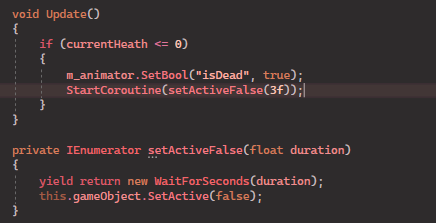 void Update()
{
if (currentHeath <= 0)
{
m_animator.SetBool("isDead", true);
StartCoroutine(setActiveFalse(3f));
}
}
private IEnumerator setActiveFalse(float duration)
{
yield return new WaitForSeconds(duration);
this.gameObject.SetActive(false);
}